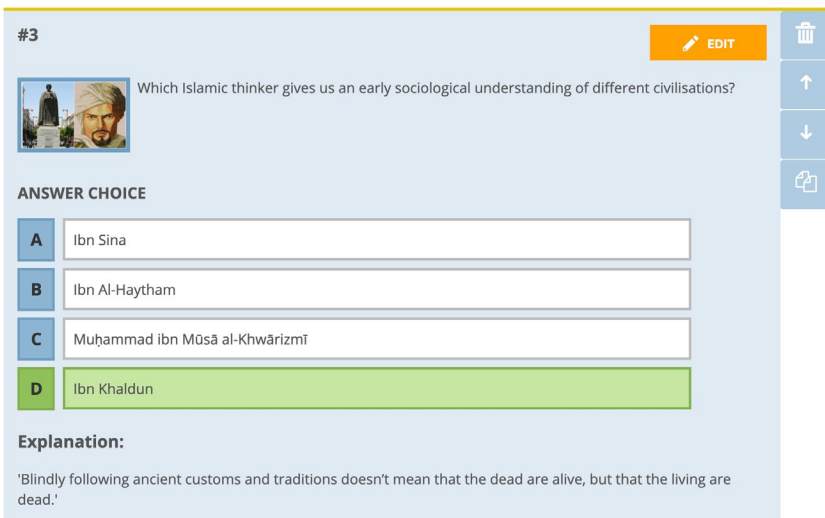 #3
EDIT
Which Islamic thinker gives us an early sociological understanding of different civilisations?
ANSWER CHOICE
A Ibn Sina
B Ibn Al-Haytham
C Muḥammad ibn Mūsā al-Khwārizmī
D Ibn Khaldun
Explanation:
'Blindly following ancient customs and traditions doesn’t mean that the dead are alive, but that the living are
dead.'